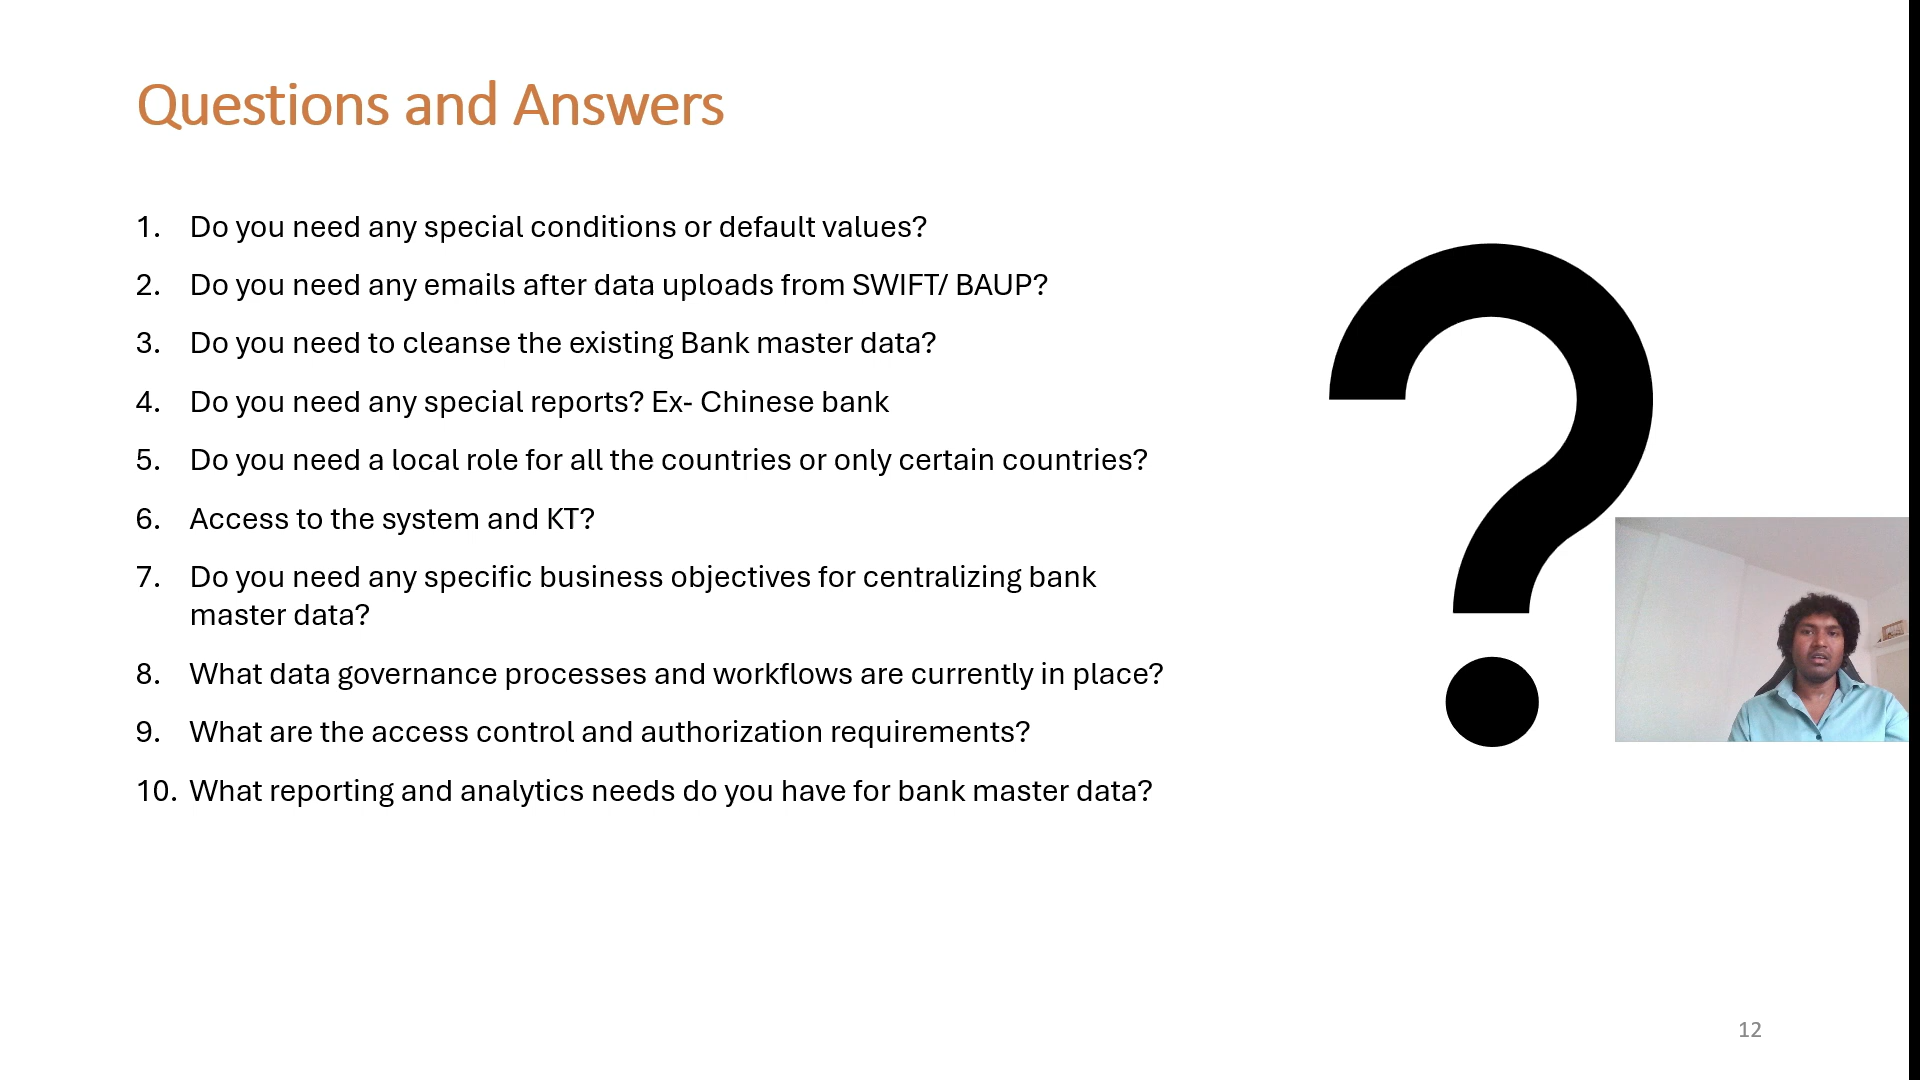 Questions and Answers
1. Do you need any special conditions or default values?
2. Do you need any emails after data uploads from SWIFT/ BAUP?
3. Do you need to cleanse the existing Bank master data?
4. Do you need any special reports? Ex- Chinese bank
5. Do you need a local role for all the countries or only certain countries?
6. Access to the system and KT?
7. Do you need any specific business objectives for centralizing bank
master data?
8. What data governance processes and workflows are currently in place?
9. What are the access control and authorization requirements?
10. What reporting and analytics needs do you have for bank master data?
12